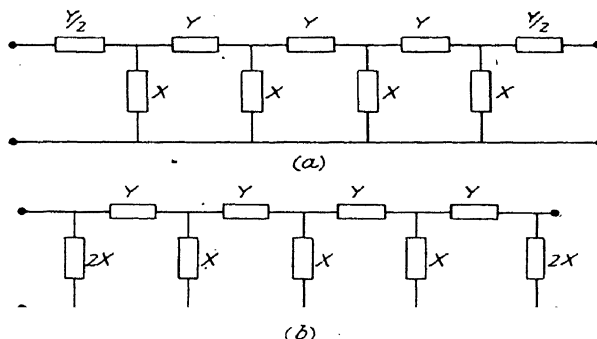 Y/2 Y Y Y Y/2
X X X X
(a)
Y Y Y Y
2X X X X 2X
(b)